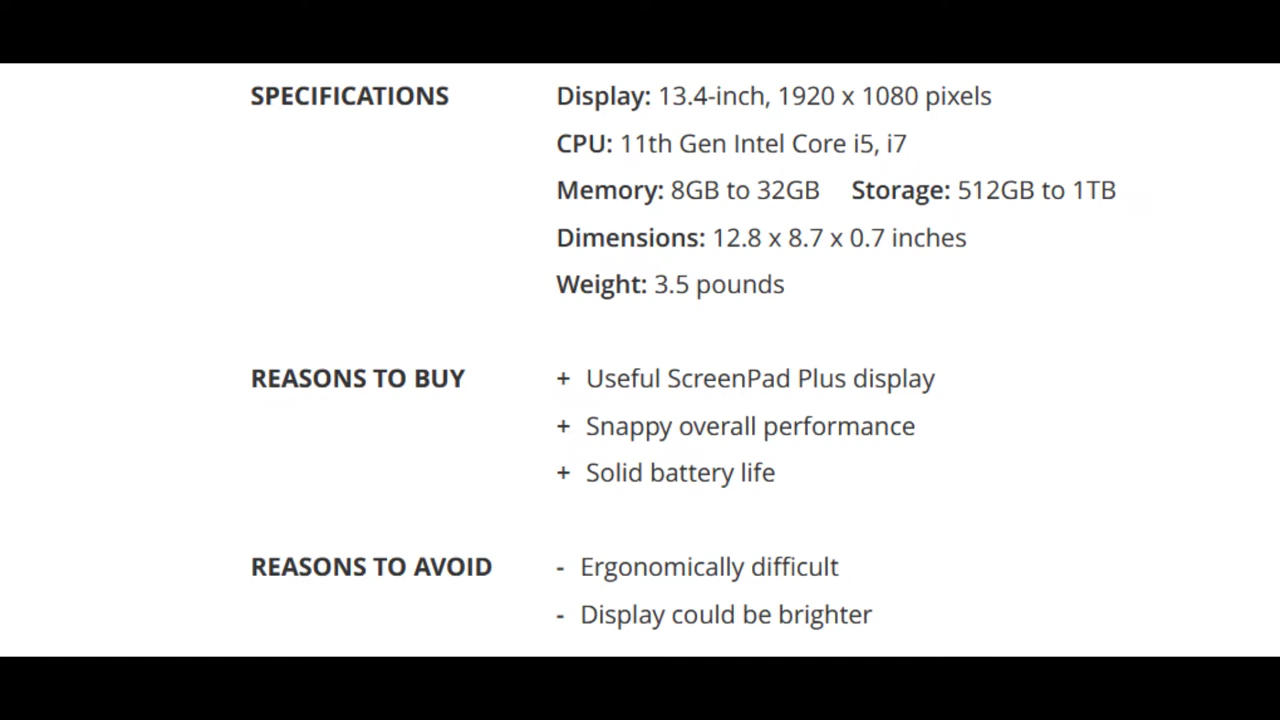 SPECIFICATIONS
Display: 13.4-inch, 1920 x 1080 pixels
CPU: 11th Gen Intel Core i5, i7
Memory: 8GB to 32GB Storage: 512GB to 1TB
Dimensions: 12.8 x 8.7 x 0.7 inches
Weight: 3.5 pounds
REASONS TO BUY
+ Useful ScreenPad Plus display
+ Snappy overall performance
+ Solid battery life
REASONS TO AVOID
- Ergonomically difficult
- Display could be brighter